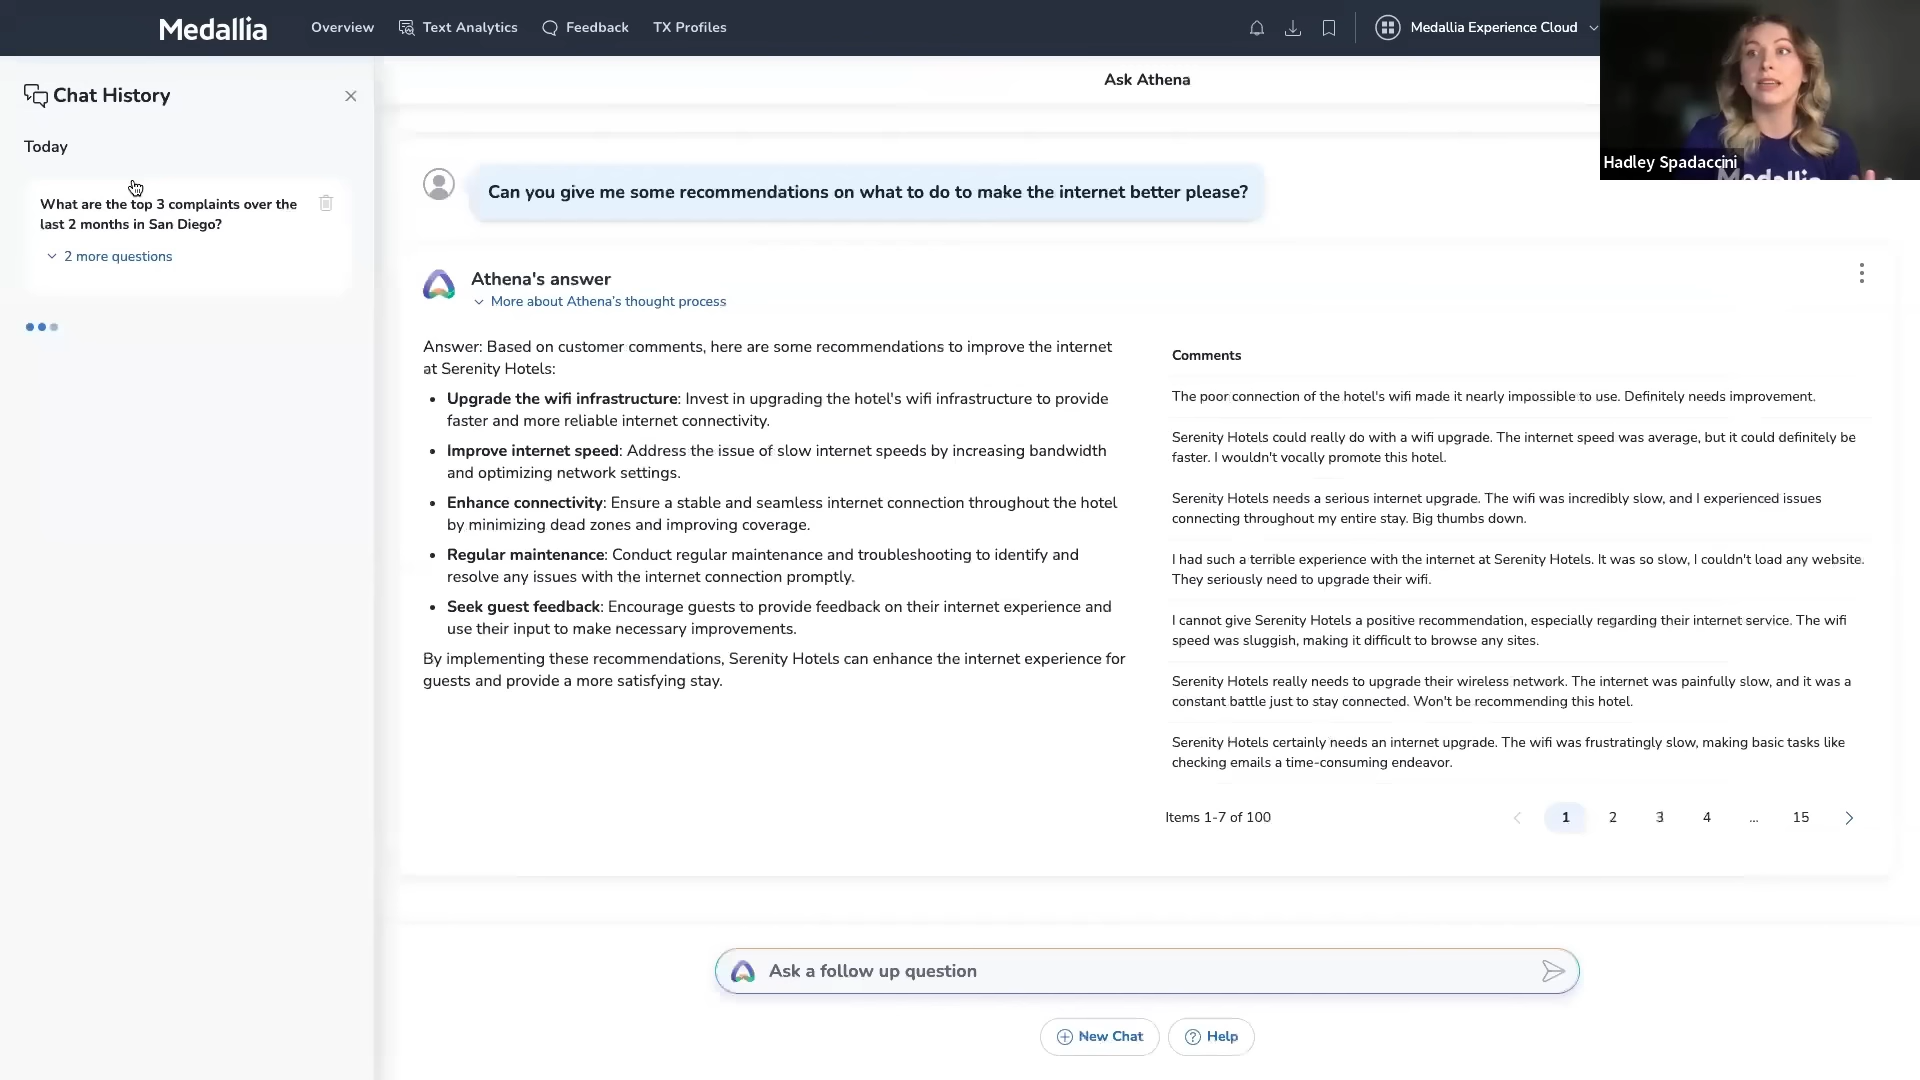 Medallia
Overview
Text Analytics
Feedback
TX Profiles
Medallia Experience Cloud
Hadley Spadaccini
Medallia
Chat History
Today
What are the top 3 complaints over the
last 2 months in San Diego?
2 more questions
Ask Athena
Can you give me some recommendations on what to do to make the internet better please?
Athena's answer
More about Athena's thought process
Answer: Based on customer comments, here are some recommendations to improve the internet
at Serenity Hotels:
• Upgrade the wifi infrastructure: Invest in upgrading the hotel's wifi infrastructure to provide
faster and more reliable internet connectivity.
• Improve internet speed: Address the issue of slow internet speeds by increasing bandwidth
and optimizing network settings.
• Enhance connectivity: Ensure a stable and seamless internet connection throughout the hotel
by minimizing dead zones and improving coverage.
• Regular maintenance: Conduct regular maintenance and troubleshooting to identify and
resolve any issues with the internet connection promptly.
• Seek guest feedback: Encourage guests to provide feedback on their internet experience and
use their input to make necessary improvements.
By implementing these recommendations, Serenity Hotels can enhance the internet experience for
guests and provide a more satisfying stay.
Comments
The poor connection of the hotel's wifi made it nearly impossible to use. Definitely needs improvement.
Serenity Hotels could really do with a wifi upgrade. The internet speed was average, but it could definitely be
faster. I wouldn't vocally promote this hotel.
Serenity Hotels needs a serious internet upgrade. The wifi was incredibly slow, and I experienced issues
connecting throughout my entire stay. Big thumbs down.
I had such a terrible experience with the internet at Serenity Hotels. It was so slow, I couldn't load any website.
They seriously need to upgrade their wifi.
I cannot give Serenity Hotels a positive recommendation, especially regarding their internet service. The wifi
speed was sluggish, making it difficult to browse any sites.
Serenity Hotels really needs to upgrade their wireless network. The internet was painfully slow, and it was a
constant battle just to stay connected. Won't be recommending this hotel.
Serenity Hotels certainly needs an internet upgrade. The wifi was frustratingly slow, making basic tasks like
checking emails a time-consuming endeavor.
Items 1-7 of 100
1 2 3 4 ... 15
Ask a follow up question
New Chat
Help